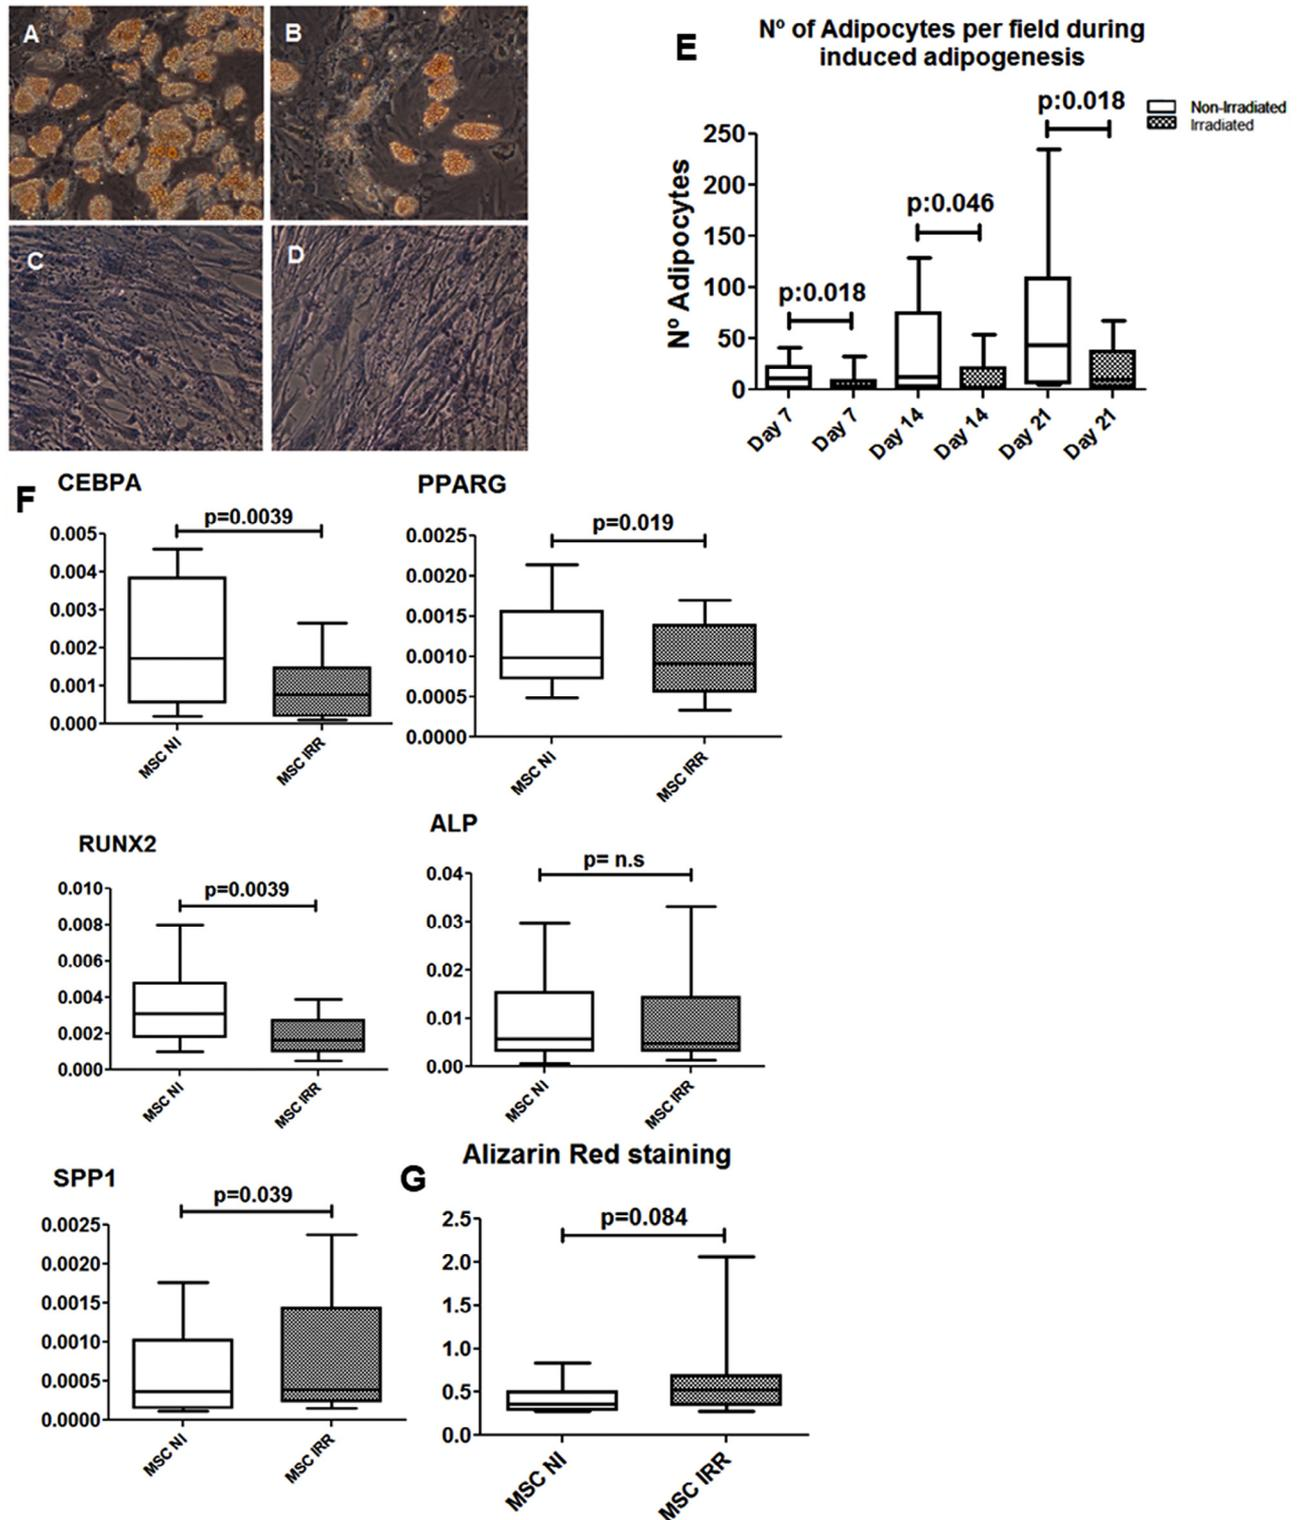 A
B
C
D
E
Nº of Adipocytes per field during
induced adipogenesis
Non-Irradiated
Irradiated
p:0.018
p:0.046
p:0.018
Nº Adipocytes
250
200
150
100
50
0
Day 7
Day 7
Day 14
Day 14
Day 21
Day 21
F
CEBPA
p=0.0039
0.005
0.004
0.003
0.002
0.001
0.000
MSC NI
MSC IRR
PPARG
p=0.019
0.0025
0.0020
0.0015
0.0010
0.0005
0.0000
MSC NI
MSC IRR
RUNX2
p=0.0039
0.010
0.008
0.006
0.004
0.002
0.000
MSC NI
MSC IRR
ALP
p= n.s
0.04
0.03
0.02
0.01
0.00
MSC NI
MSC IRR
SPP1
p=0.039
0.0025
0.0020
0.0015
0.0010
0.0005
0.0000
MSC NI
MSC IRR
G
Alizarin Red staining
p=0.084
2.5
2.0
1.5
1.0
0.5
0.0
MSC NI
MSC IRR